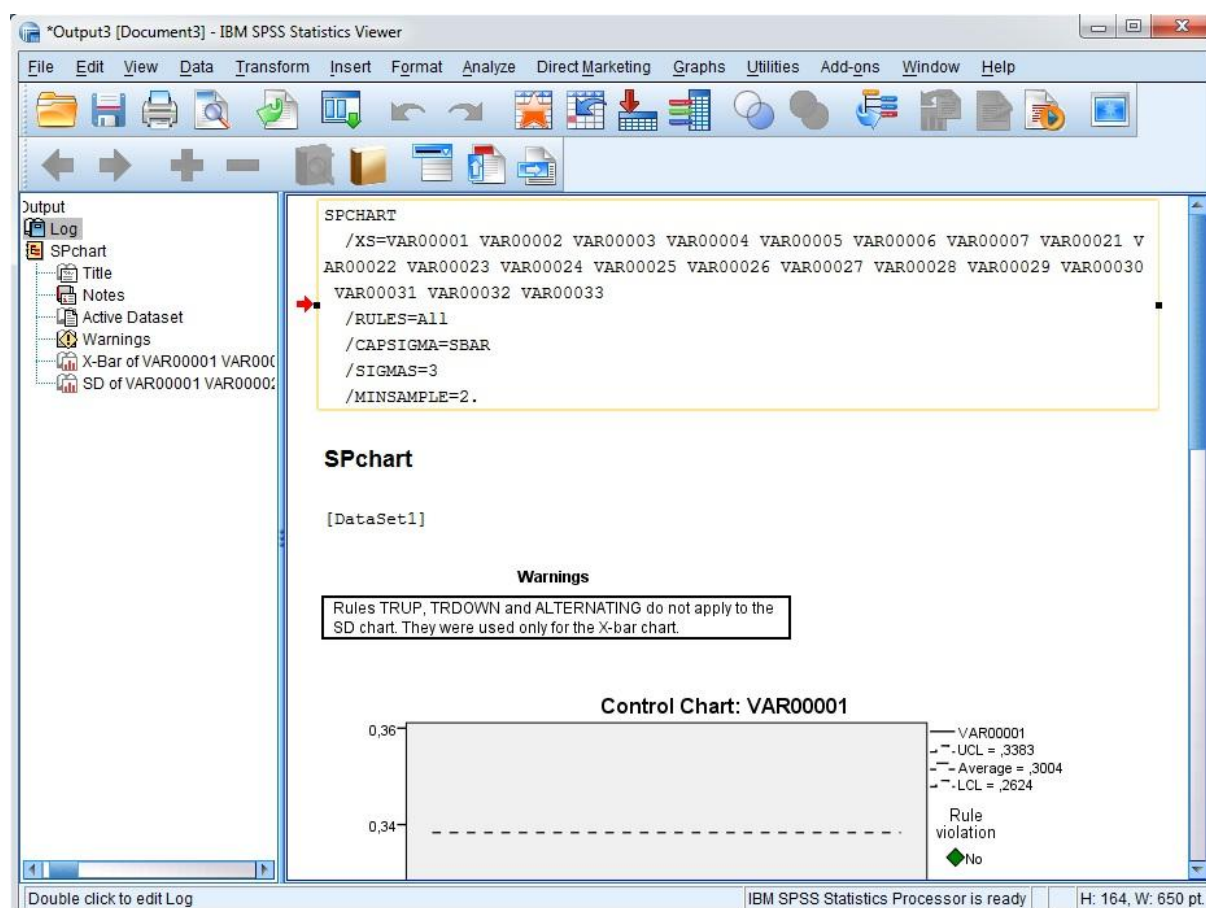 *Output3 [Document3] - IBM SPSS Statistics Viewer
File Edit View Data Transform Insert Format Analyze Direct Marketing Graphs Utilities Add-ons Window Help
Output
Log
SPchart
Title
Notes
Active Dataset
Warnings
X-Bar of VAR00001 VAR00(
SD of VAR00001 VAR00002
SPCHART
/XS=VAR00001 VAR00002 VAR00003 VAR00004 VAR00005 VAR00006 VAR00007 VAR00021 V
AR00022 VAR00023 VAR00024 VAR00025 VAR00026 VAR00027 VAR00028 VAR00029 VAR00030
VAR00031 VAR00032 VAR00033
/RULES=All
/CAPSIGMA=SBAR
/SIGMAS=3
/MINSAMPLE=2.
SPchart
[DataSet1]
Warnings
Rules TRUP, TRDOWN and ALTERNATING do not apply to the
SD chart. They were used only for the X-bar chart.
Control Chart: VAR00001
0,36
0,34
VAR00001
UCL = ,3383
Average = ,3004
LCL = ,2624
Rule
violation
No
Double click to edit Log
IBM SPSS Statistics Processor is ready
H: 164, W: 650 pt.